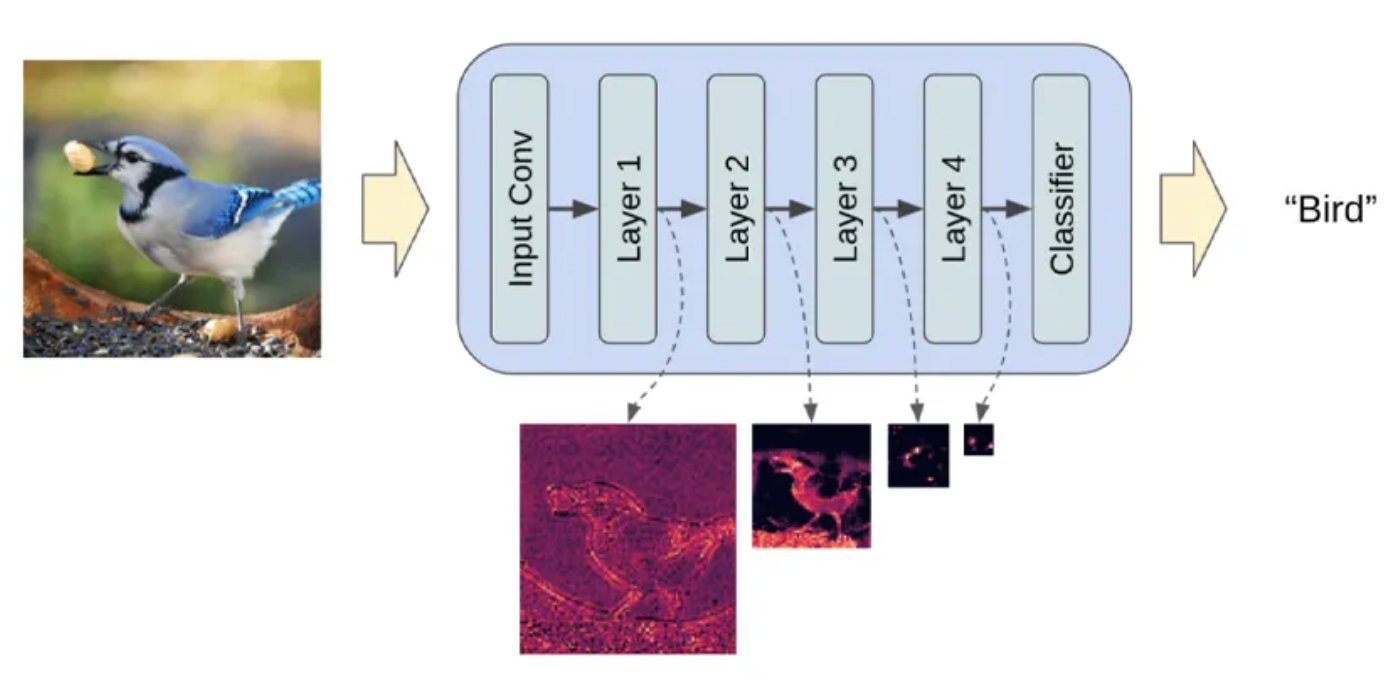 Input Conv
Layer 1
Layer 2
Layer 3
Layer 4
Classifier
“Bird”